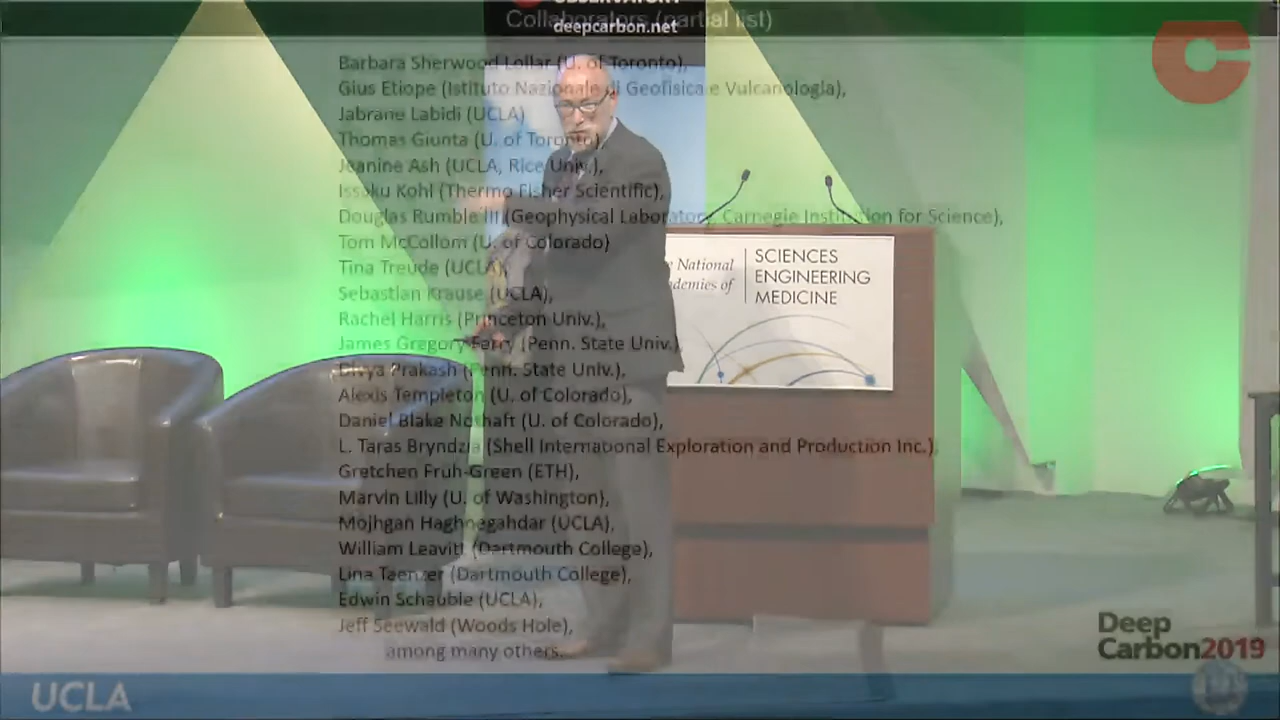 OBSERVATORY
Collaborators (partial list)
deepcarbon.net
Barbara Sherwood Lollar (U. of Toronto),
Gius Etiope (Istituto Nazionale di Geofisica e Vulcanologia),
Jabrane Labidi (UCLA)
Thomas Giunta (U. of Toronto)
Jeanine Ash (UCLA, Rice Univ.),
Issaku Kohl (Thermo Fisher Scientific),
Douglas Rumble III (Geophysical Laboratory, Carnegie Institution for Science),
Tom McCollom (U. of Colorado)
Tina Treude (UCLA),
Sebastian Krause (UCLA),
Rachel Harris (Princeton Univ.),
James Gregory Ferry (Penn. State Univ.),
Divya Prakash (Penn. State Univ.),
Alexis Templeton (U. of Colorado),
Daniel Blake Nothaft (U. of Colorado),
L. Taras Bryndzia (Shell International Exploration and Production Inc.),
Gretchen Fruh-Green (ETH),
Marvin Lilly (U. of Washington),
Mojhgan Haghnegahdar (UCLA),
William Leavitt (Dartmouth College),
Lina Taenzer (Dartmouth College),
Edwin Schauble (UCLA),
Jeff Seewald (Woods Hole),
among many others.
National
Academies of
SCIENCES
ENGINEERING
MEDICINE
Deep
Carbon2019
UCLA